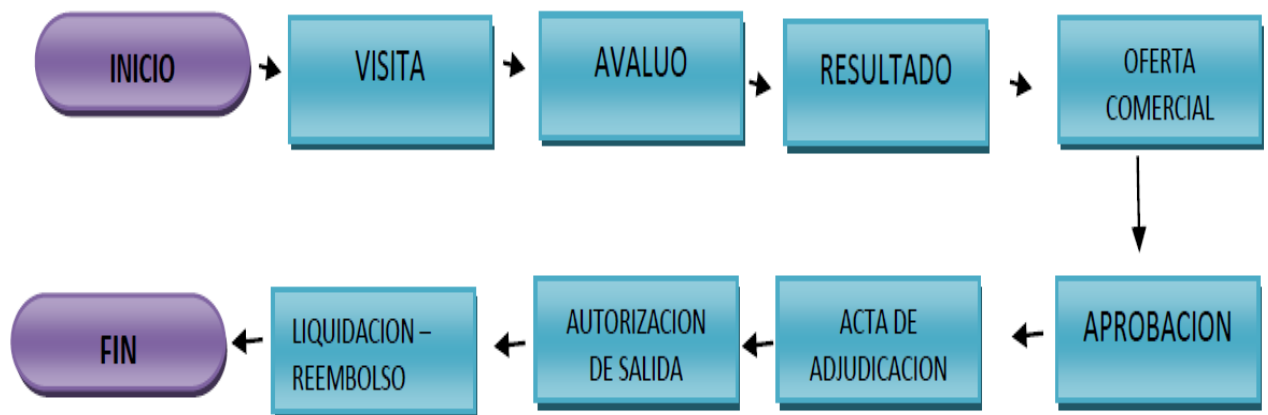 INICIO
VISITA
AVALUO
RESULTADO
OFERTA
COMERCIAL
APROBACION
ACTA DE
ADJUDICACION
AUTORIZACION
DE SALIDA
LIQUIDACION –
REEMBOLSO
FIN